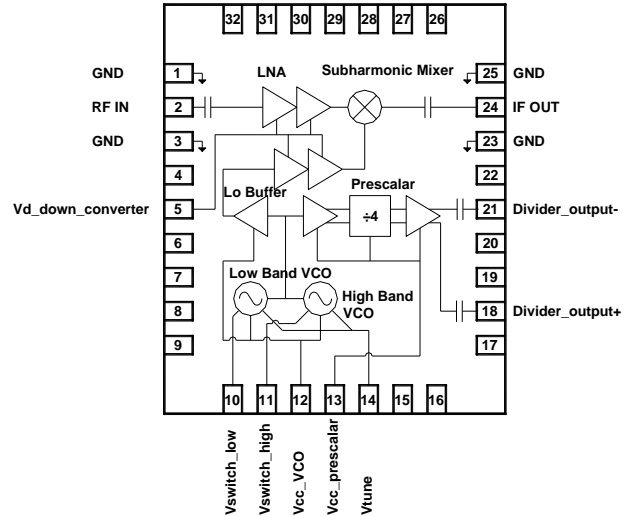 32 31 30 29 28 27 26
GND 1 LNA Subharmonic Mixer 25 GND
RF IN 2 24 IF OUT
GND 3 23 GND
4 22
Lo Buffer Prescalar
Vd_down_converter 5 ÷4 21 Divider_output-
6 20
7 Low Band VCO 19
High Band
VCO
8 18 Divider_output+
9 17
10 11 12 13 14 15 16
Vswitch_low
Vswitch_high
Vcc_VCO
Vcc_prescalar
Vtune